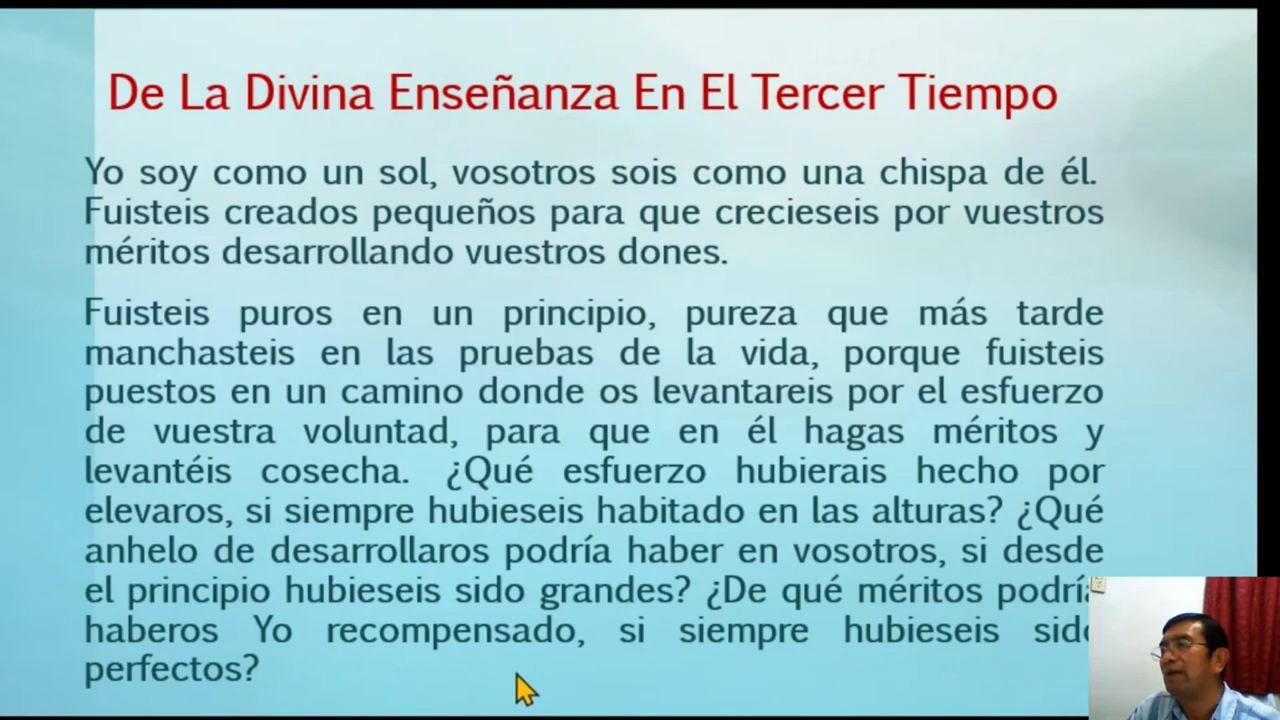 De La Divina Enseñanza En El Tercer Tiempo
Yo soy como un sol, vosotros sois como una chispa de él.
Fuisteis creados pequeños para que crecieseis por vuestros
méritos desarrollando vuestros dones.
Fuisteis puros en un principio, pureza que más tarde
manchasteis en las pruebas de la vida, porque fuisteis
puestos en un camino donde os levantareis por el esfuerzo
de vuestra voluntad, para que en él hagas méritos y
levantéis cosecha. ¿Qué esfuerzo hubierais hecho por
elevaros, si siempre hubieseis habitado en las alturas? ¿Qué
anhelo de desarrollaros podría haber en vosotros, si desde
el principio hubieseis sido grandes? ¿De qué méritos podría
haberos Yo recompensado, si siempre hubieseis sido
perfectos?